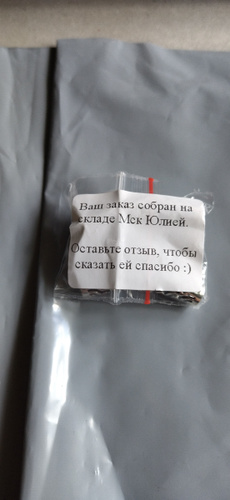 Ваш заказ собран на
складе Мск Юлией.
Оставьте отзыв, чтобы
сказать ей спасибо :)